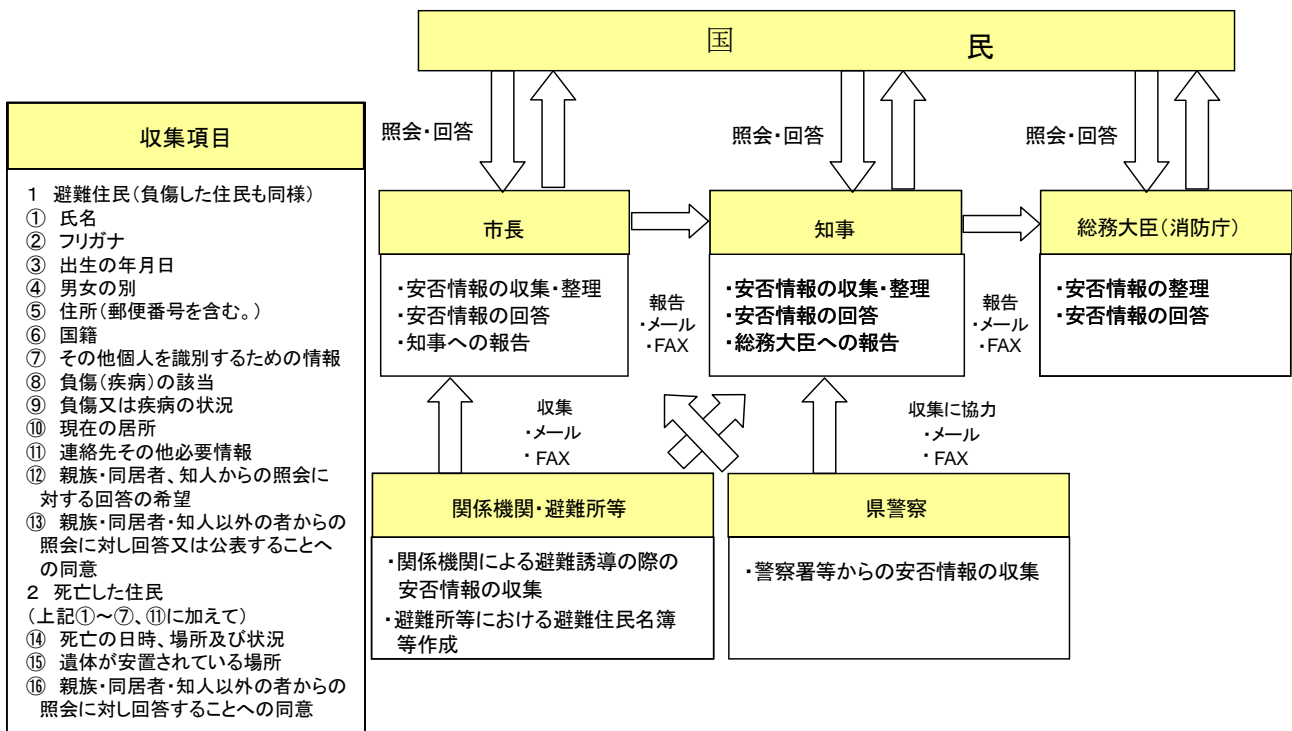 国 民
照会・回答
照会・回答
照会・回答
収集項目
1 避難住民(負傷した住民も同様)
① 氏名
② フリガナ
③ 出生の年月日
④ 男女の別
⑤ 住所(郵便番号を含む。)
⑥ 国籍
⑦ その他個人を識別するための情報
⑧ 負傷(疾病)の該当
⑨ 負傷又は疾病の状況
⑩ 現在の居所
⑪ 連絡先その他必要情報
⑫ 親族・同居者、知人からの照会に
対する回答の希望
⑬ 親族・同居者・知人以外の者からの
照会に対し回答又は公表することへ
の同意
2 死亡した住民
(上記①~⑦、⑪に加えて)
⑭ 死亡の日時、場所及び状況
⑮ 遺体が安置されている場所
⑯ 親族・同居者・知人以外の者からの
照会に対し回答することへの同意
市長
・安否情報の収集・整理
・安否情報の回答
・知事への報告
報告
・メール
・FAX
知事
・安否情報の収集・整理
・安否情報の回答
・総務大臣への報告
報告
・メール
・FAX
総務大臣(消防庁)
・安否情報の整理
・安否情報の回答
収集
・メール
・FAX
収集に協力
・メール
・FAX
関係機関・避難所等
・関係機関による避難誘導の際の
安否情報の収集
・避難所等における避難住民名簿
等作成
県警察
・警察署等からの安否情報の収集